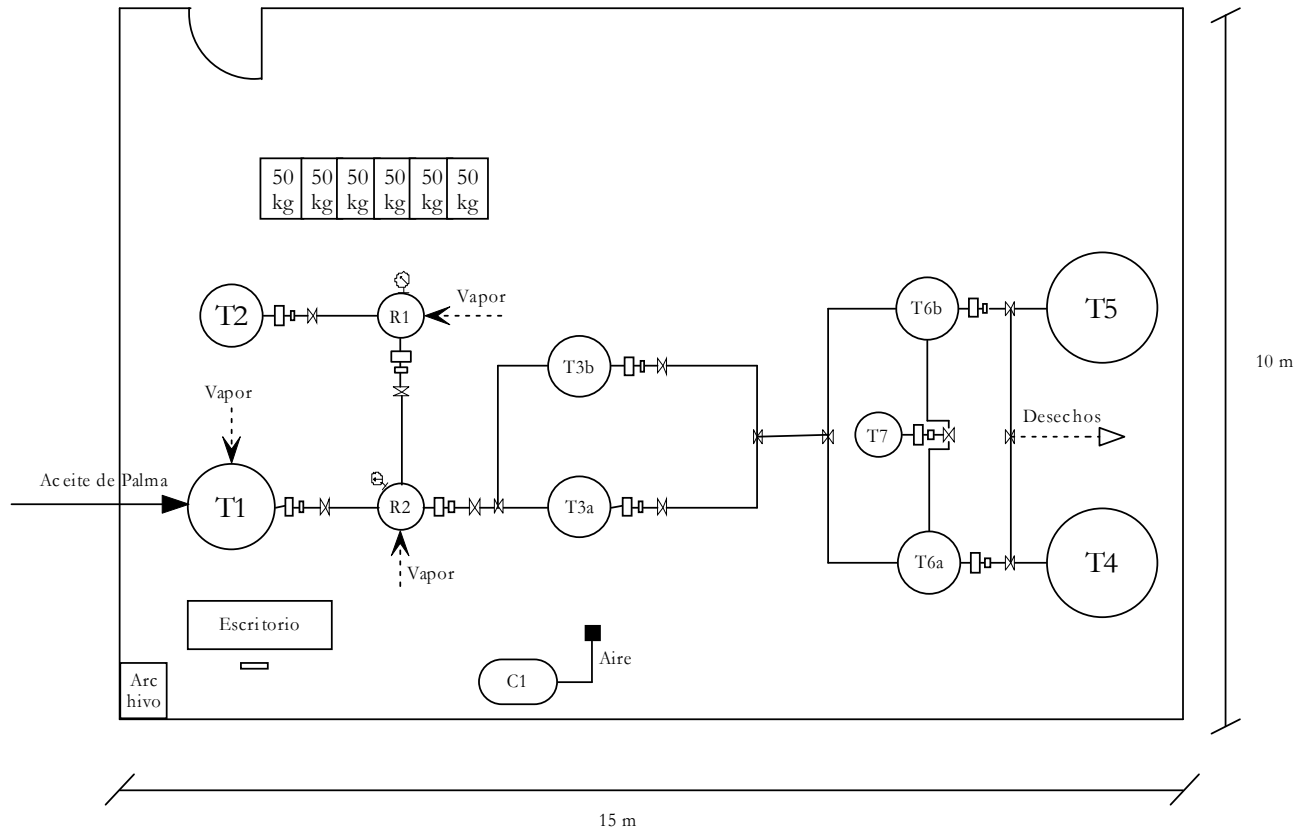 50 50 50 50 50 50
kg kg kg kg kg kg
T2
R1
Vapor
T6b
T5
10 m
T3b
Vapor
Desechos
T7
Aceite de Palma
T1
R2
T3a
Vapor
T6a
T4
Escritorio
Aire
Arc
hivo
C1
15 m